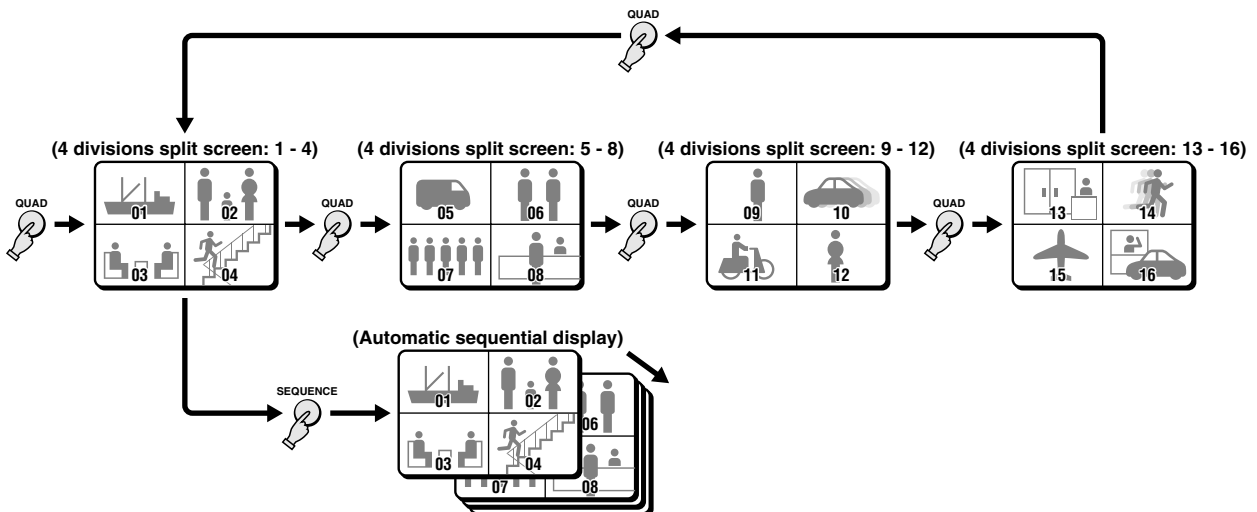 QUAD
(4 divisions split screen: 1 - 4)
(4 divisions split screen: 5 - 8)
(4 divisions split screen: 9 - 12)
(4 divisions split screen: 13 - 16)
QUAD
01
02
03
04
QUAD
05
06
07
08
QUAD
09
10
11
12
QUAD
13
14
15
16
(Automatic sequential display)
SEQUENCE
01
02
03
04
06
07
08